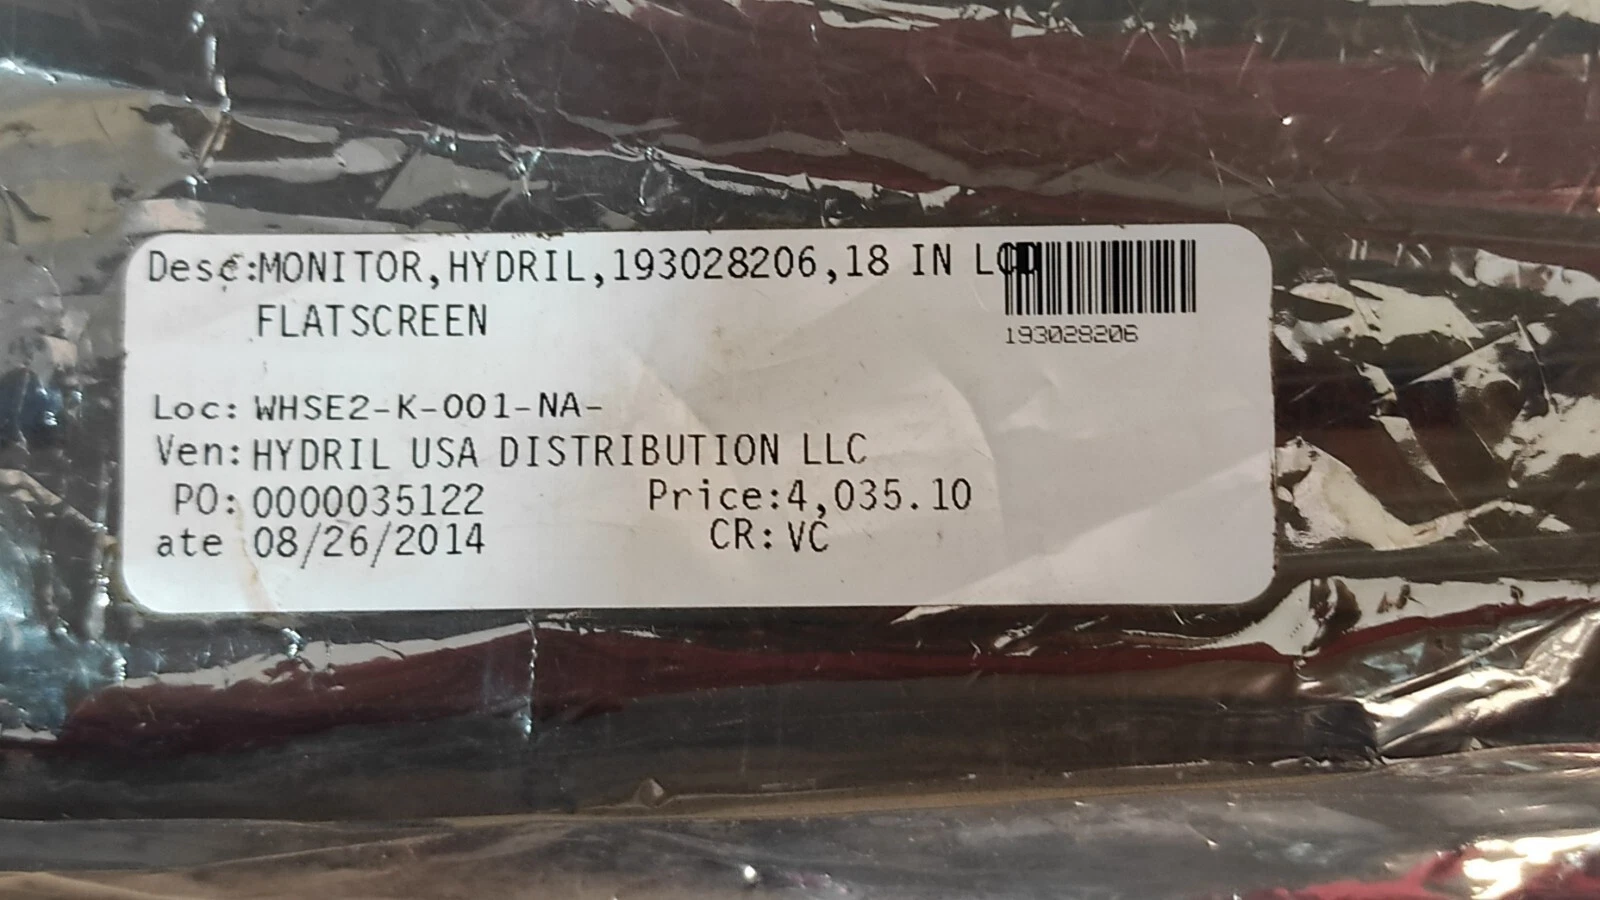 Desc:MONITOR,HYDRIL,193028206,18 IN LCD
FLATSCREEN
193028206
Loc: WHSE2-K-001-NA-
Ven: HYDRIL USA DISTRIBUTION LLC
PO: 0000035122 Price:4,035.10
ate 08/26/2014 CR: VC